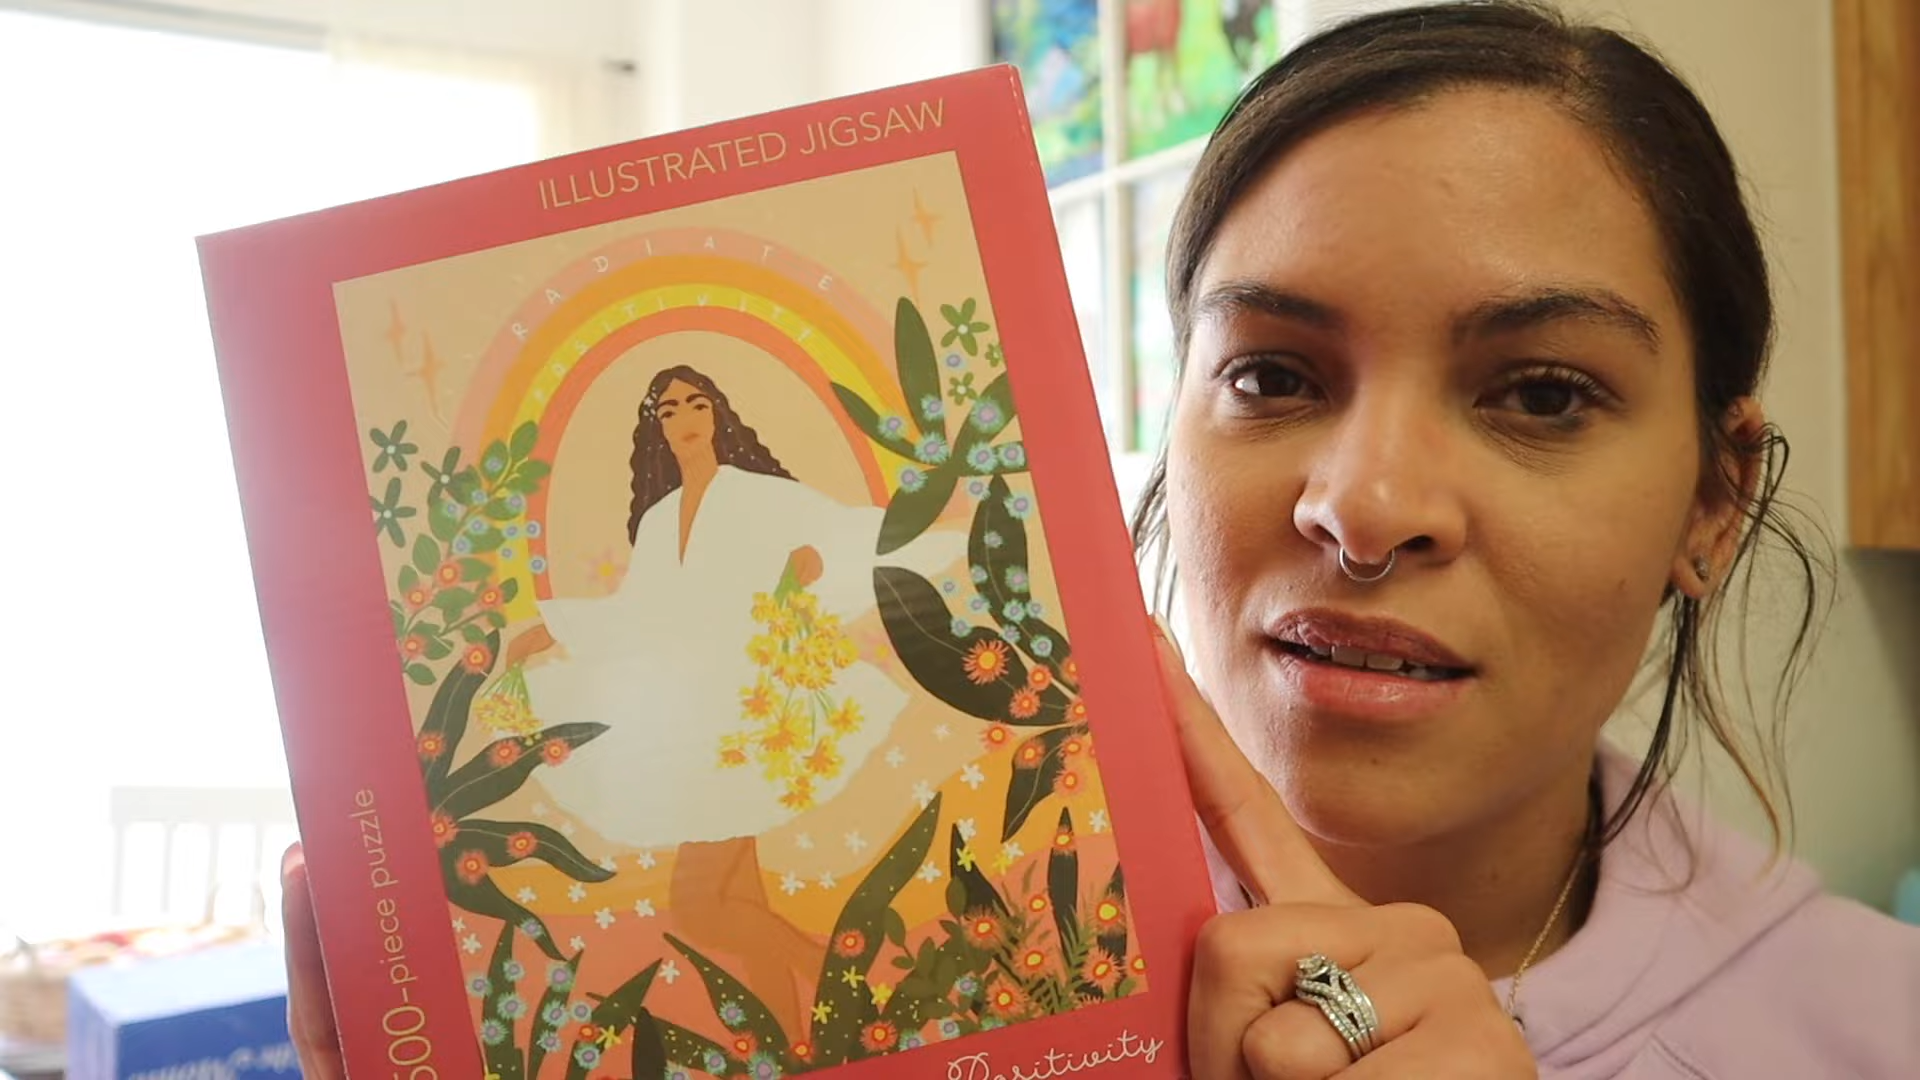 ILLUSTRATED JIGSAW
RADIATE
POSITIVITY
500-piece puzzle
Positivity